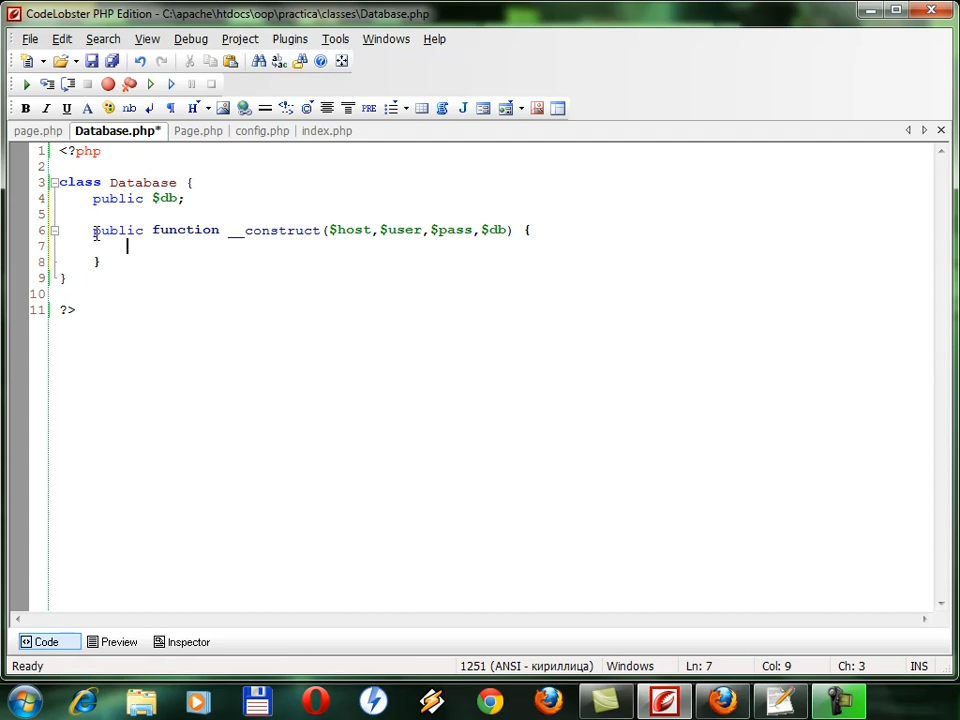 CodeLobster PHP Edition - C:\apache\htdocs\oop\practica\classes\Database.php
File Edit Search View Debug Project Plugins Tools Windows Help
B I U A nb ¶ H PRE J
page.php Database.php* Page.php config.php index.php
1 <?php
2
3 class Database {
4 public $db;
5
6 public function __construct($host,$user,$pass,$db) {
7
8 }
9 }
10
11 ?>
Code Preview Inspector
Ready 1251 (ANSI - кириллица) Windows Ln: 7 Col: 9 Ch: 3 INS